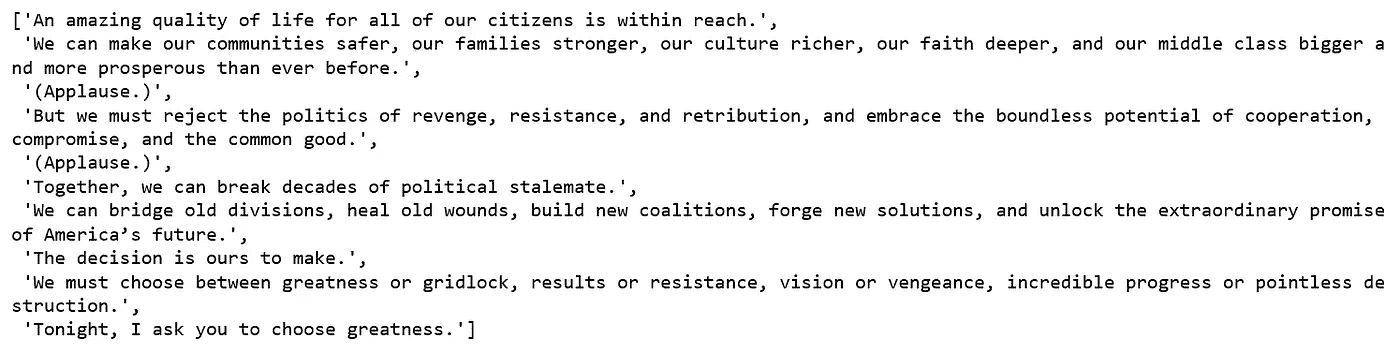 ['An amazing quality of life for all of our citizens is within reach.',
'We can make our communities safer, our families stronger, our culture richer, our faith deeper, and our middle class bigger a
nd more prosperous than ever before.',
'(Applause.)',
'But we must reject the politics of revenge, resistance, and retribution, and embrace the boundless potential of cooperation,
compromise, and the common good.',
'(Applause.)',
'Together, we can break decades of political stalemate.',
'We can bridge old divisions, heal old wounds, build new coalitions, forge new solutions, and unlock the extraordinary promise
of America’s future.',
'The decision is ours to make.',
'We must choose between greatness or gridlock, results or resistance, vision or vengeance, incredible progress or pointless de
struction.',
'Tonight, I ask you to choose greatness.']